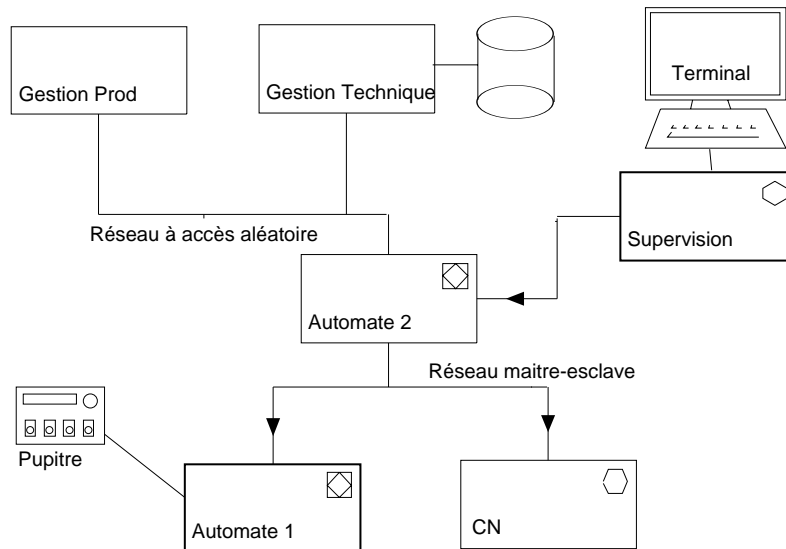 Gestion Prod
Gestion Technique
Terminal
Réseau à accès aléatoire
Supervision
Automate 2
Réseau maitre-esclave
Pupitre
Automate 1
CN